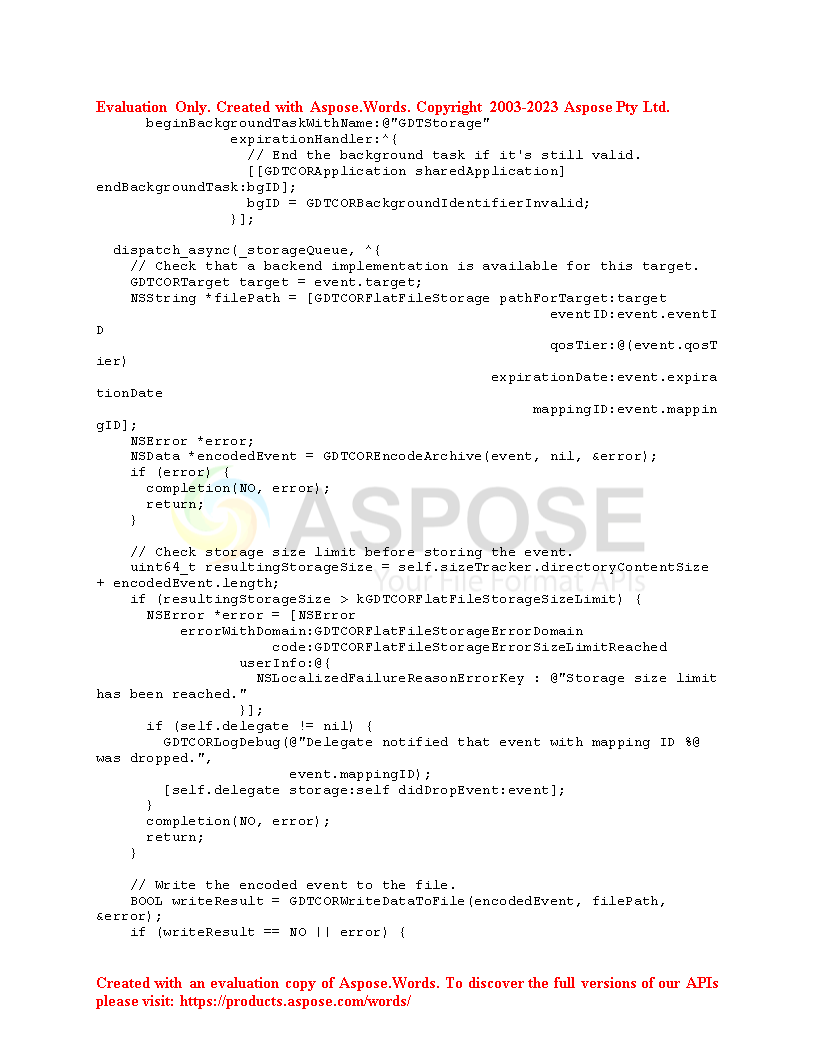 Evaluation Only. Created with Aspose.Words. Copyright 2003-2023 Aspose Pty Ltd.
      beginBackgroundTaskWithName:@"GDTStorage"
                expirationHandler:^{
                  // End the background task if it's still valid.
                  [[GDTCORApplication sharedApplication]
endBackgroundTask:bgID];
                  bgID = GDTCORBackgroundIdentifierInvalid;
                }];

  dispatch_async(_storageQueue, ^{
    // Check that a backend implementation is available for this target.
    GDTCORTarget target = event.target;
    NSString *filePath = [GDTCORFlatFileStorage pathForTarget:target
                                                      eventID:event.eventI
D
                                                      qosTier:@(event.qosT
ier)
                                               expirationDate:event.expira
tionDate
                                                    mappingID:event.mappin
gID];
    NSError *error;
    NSData *encodedEvent = GDTCOREncodeArchive(event, nil, &error);
    if (error) {
      completion(NO, error);
      return;
    }
ASPOSE
    // Check storage size limit before storing the event.
    uint64_t resultingStorageSize = self.sizeTracker.directoryContentSize
+ encodedEvent.length;
Your File Format APIs
    if (resultingStorageSize > kGDTCORFlatFileStorageSizeLimit) {
      NSError *error = [NSError
          errorWithDomain:GDTCORFlatFileStorageErrorDomain
                     code:GDTCORFlatFileStorageErrorSizeLimitReached
                 userInfo:@{
                   NSLocalizedFailureReasonErrorKey : @"Storage size limit
has been reached."
                 }];
      if (self.delegate != nil) {
        GDTCORLogDebug(@"Delegate notified that event with mapping ID %@
was dropped.",
                       event.mappingID);
        [self.delegate storage:self didDropEvent:event];
      }
      completion(NO, error);
      return;
    }

    // Write the encoded event to the file.
    BOOL writeResult = GDTCORWriteDataToFile(encodedEvent, filePath,
&error);
    if (writeResult == NO || error) {
Created with an evaluation copy of Aspose.Words. To discover the full versions of our APIs
please visit: https://products.aspose.com/words/